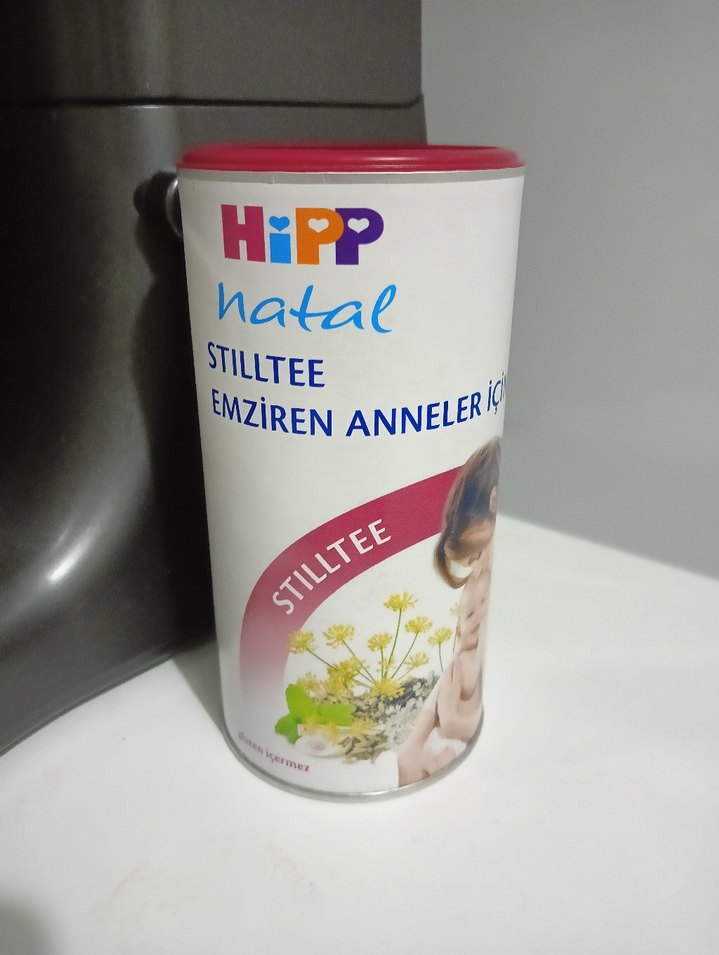 HiPP
natal
STILLTEE
EMZİREN ANNELER
STILLTEE
gluten içermez